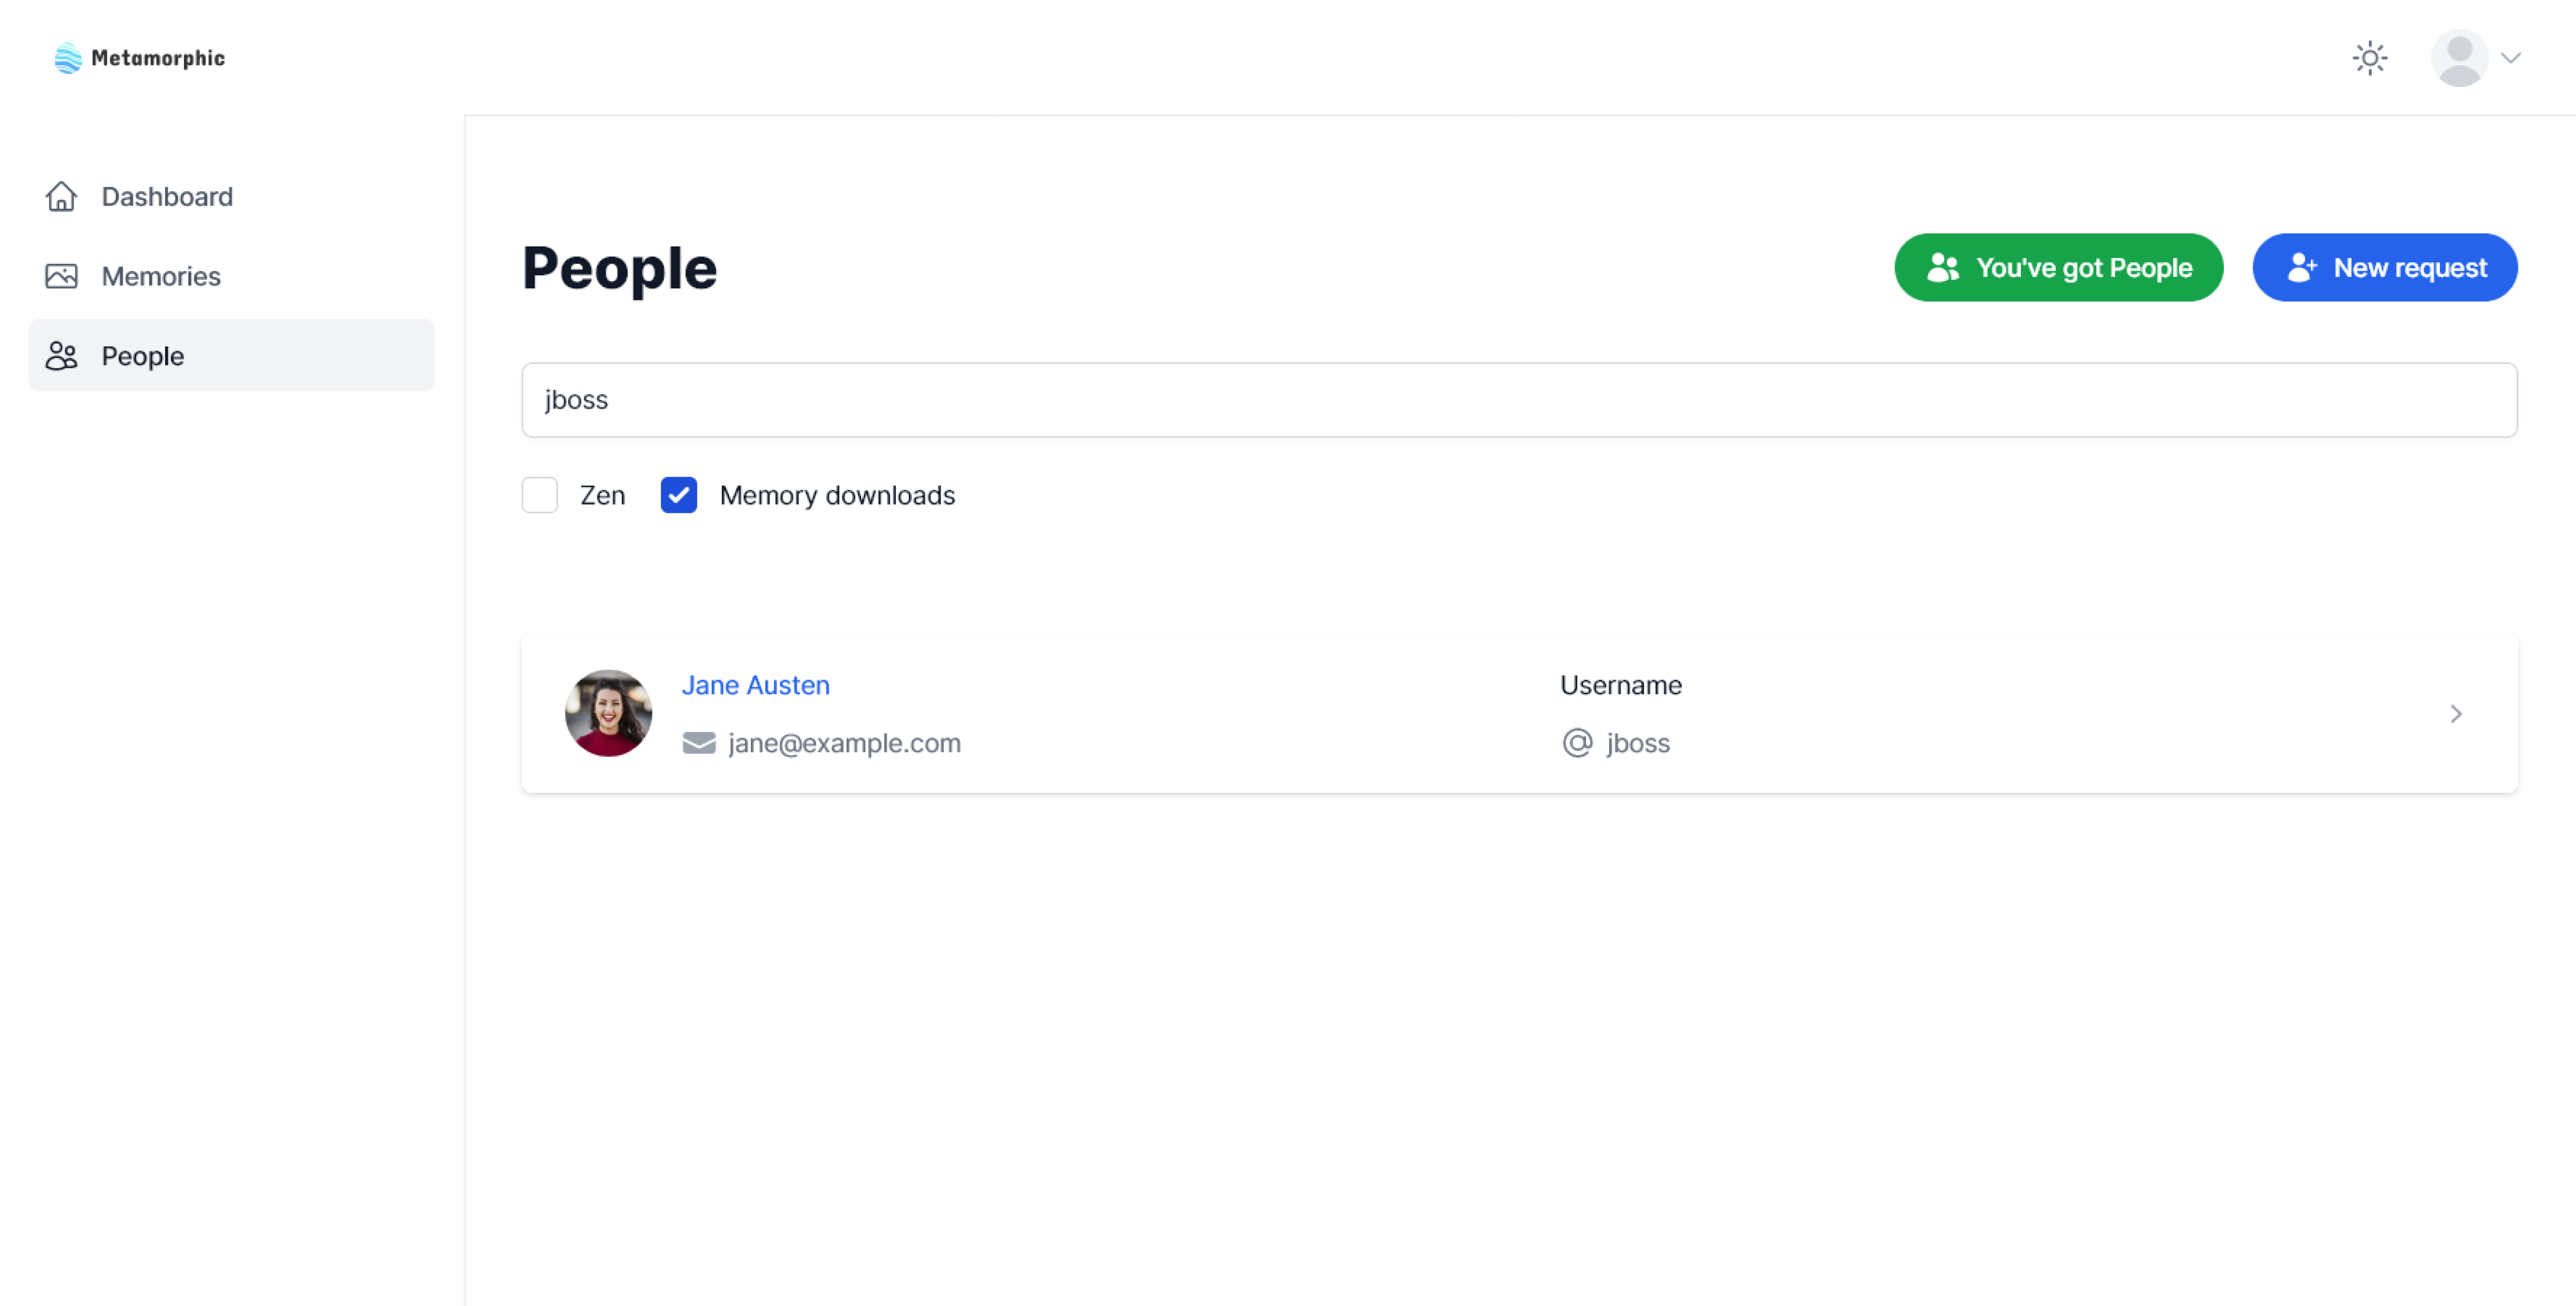 Metamorphic
Dashboard
Memories
People
People
You've got People
New request
jboss
Zen
Memory downloads
Jane Austen
jane@example.com
Username
@ jboss